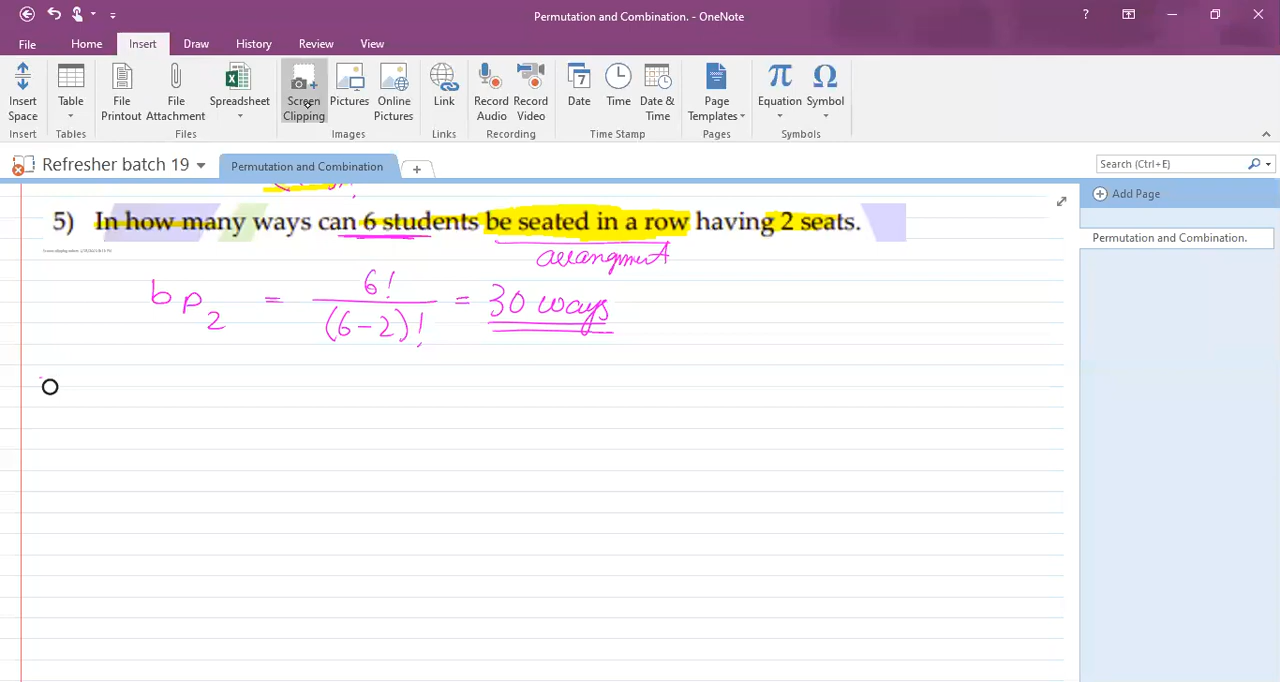 Permutation and Combination. - OneNote
?
File Home Insert Draw History Review View
Insert Space
Table
File Printout
File Attachment
Spreadsheet
Screen Clipping
Pictures
Online Pictures
Link
Record Audio
Record Video
Date
Time
Date & Time
Page Templates
π Equation
Ω Symbol
Insert Tables Files Images Links Recording Time Stamp Pages Symbols
Refresher batch 19
Permutation and Combination
Search (Ctrl+E)
Add Page
Permutation and Combination.
5) In how many ways can 6 students be seated in a row having 2 seats.
arrangment
6P2 = 6! / (6-2)! = 30 ways